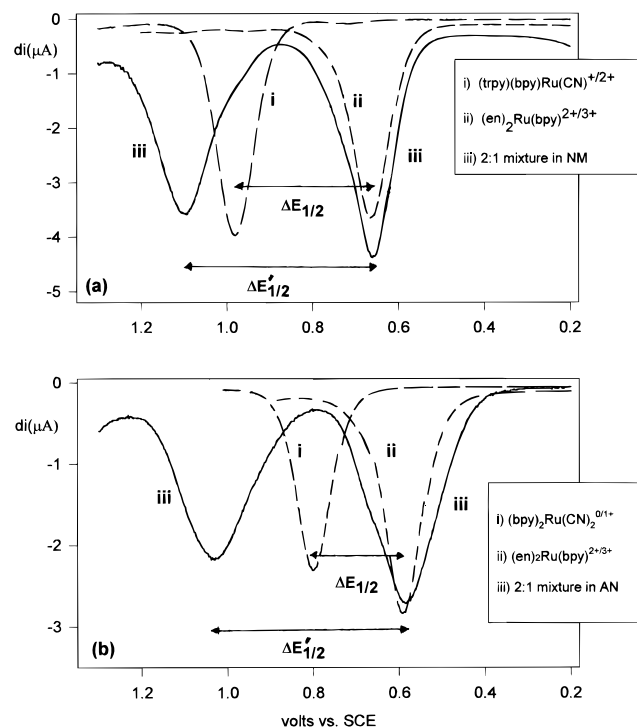 0
di(μA)
-1
-2
-3
-4
-5
i
ii
iii
iii
ΔE1/2
ΔE′1/2
(a)
1.2 1.0 0.8 0.6 0.4 0.2
i) (trpy)(bpy)Ru(CN)+/2+
ii) (en)2Ru(bpy)2+/3+
iii) 2:1 mixture in NM
0
di(μA)
-1
-2
-3
i
ii
iii
iii
ΔE1/2
ΔE′1/2
(b)
1.2 1.0 0.8 0.6 0.4 0.2
volts vs. SCE
i) (bpy)2Ru(CN)2 0/1+
ii) (en)2Ru(bpy)2+/3+
iii) 2:1 mixture in AN